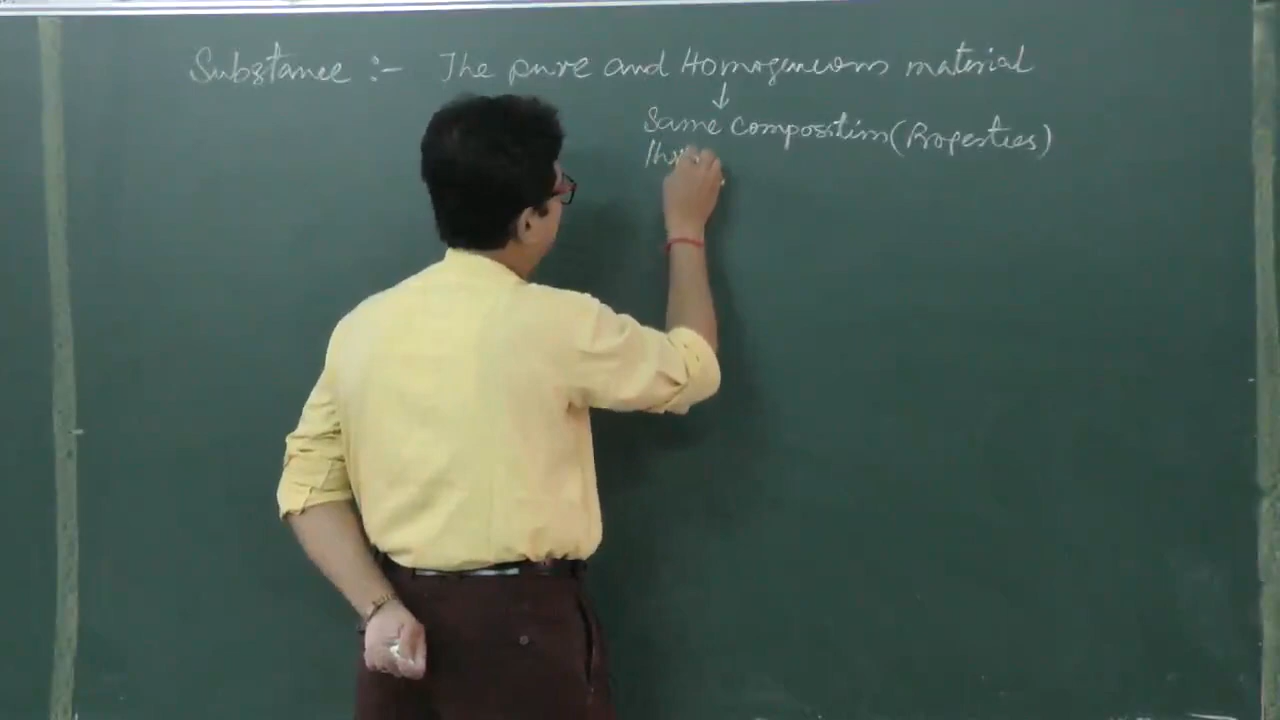 Substance :- The pure and Homogeneous material
↓
Same Composition (Properties)